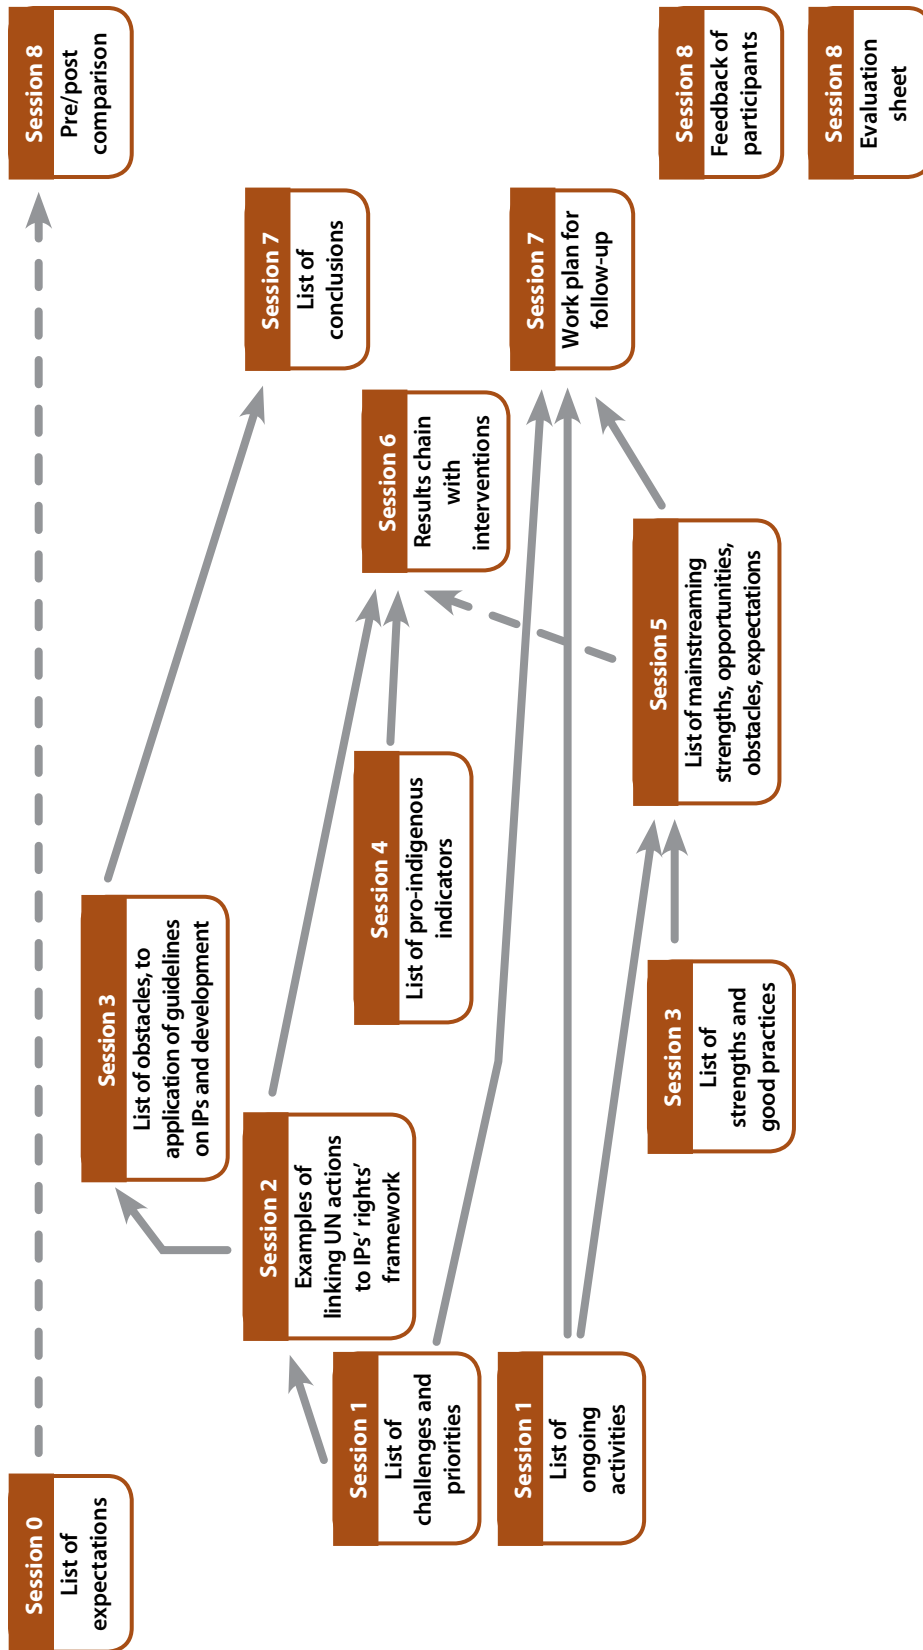 Session 0
List of
expectations
Session 1
List of
challenges and
priorities
Session 1
List of
ongoing
activities
Session 2
Examples of
linking UN actions
to IPs’ rights’
framework
Session 3
List of obstacles, to
application of guidelines
on IPs and development
Session 3
List of
strengths and
good practices
Session 4
List of pro-indigenous
indicators
Session 5
List of mainstreaming
strengths, opportunities,
obstacles, expectations
Session 6
Results chain
with
interventions
Session 7
List of
conclusions
Session 7
Work plan for
follow-up
Session 8
Pre/post
comparison
Session 8
Feedback of
participants
Session 8
Evaluation
sheet